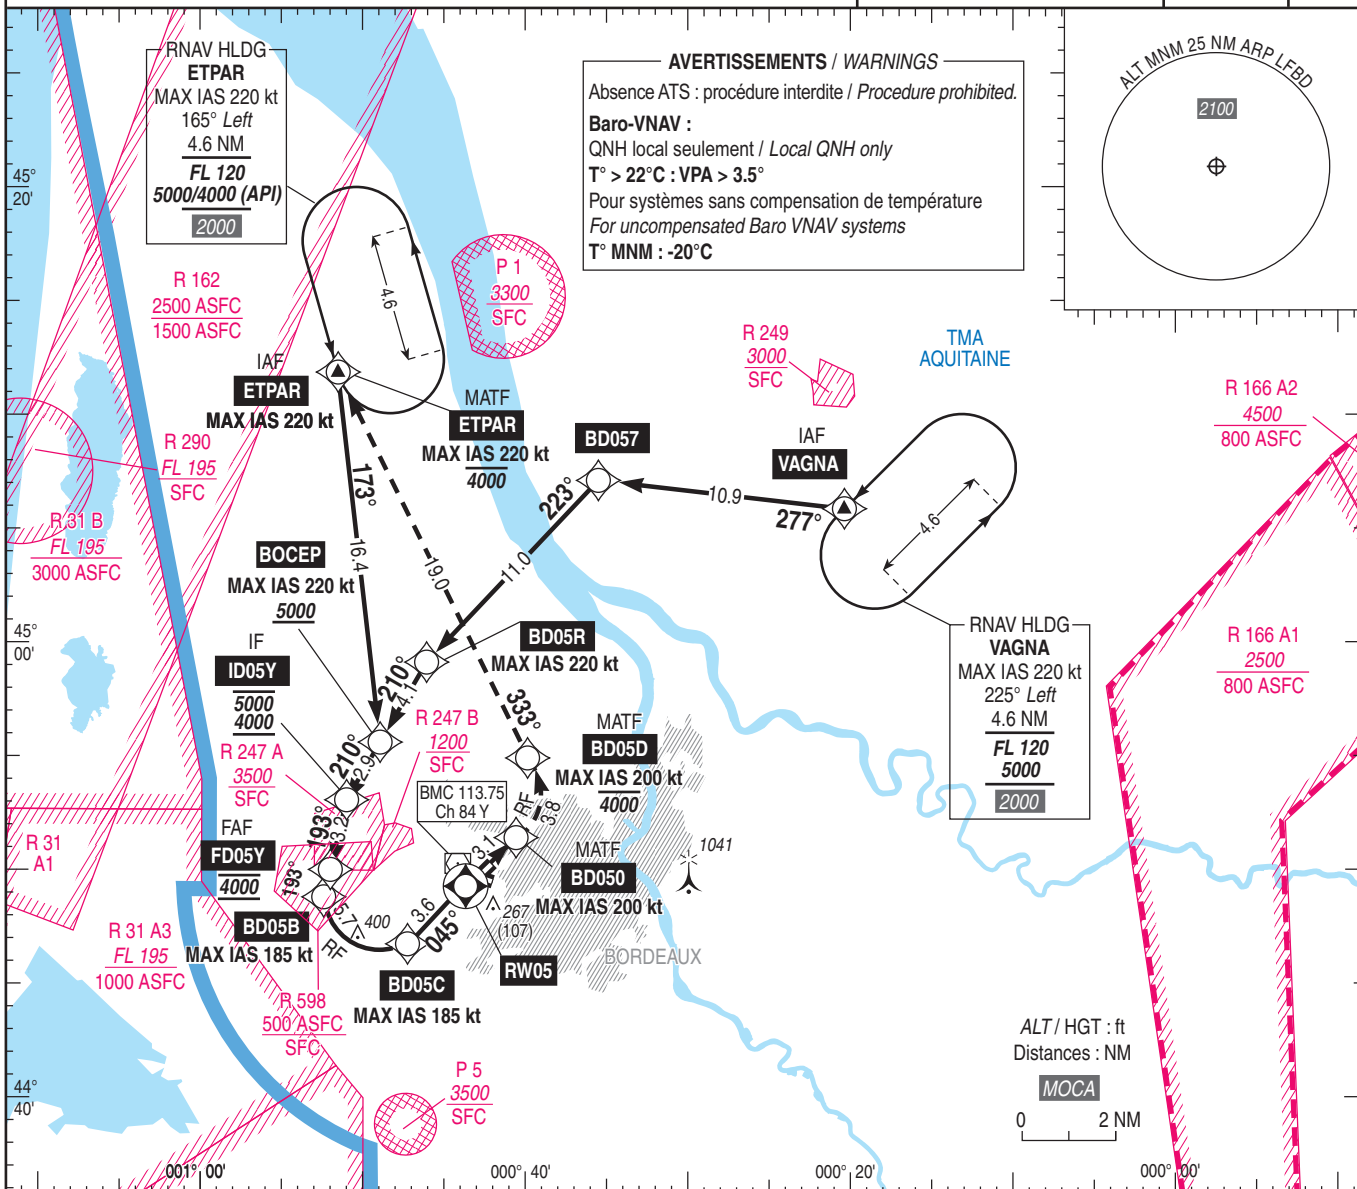 RNAV HLDG
ETPAR
MAX IAS 220 kt
165° Left
4.6 NM
FL 120
5000/4000 (API)
2000
AVERTISSEMENTS / WARNINGS
Absence ATS : procédure interdite / Procedure prohibited.
Baro-VNAV :
QNH local seulement / Local QNH only
T° > 22°C : VPA > 3.5°
Pour systèmes sans compensation de température
For uncompensated Baro VNAV systems
T° MNM : -20°C
ALT MNM 25 NM ARP LFBD
2100
45°
20'
4.6
P 1
3300
SFC
R 162
2500 ASFC
1500 ASFC
R 249
3000
SFC
TMA
AQUITAINE
IAF
ETPAR
MAX IAS 220 kt
MATF
ETPAR
MAX IAS 220 kt
4000
BD057
IAF
VAGNA
R 166 A2
4500
800 ASFC
R 290
FL 195
SFC
173°
223°
10.9
277°
4.6
R 31 B
FL 195
3000 ASFC
16.4
19.0
11.0
BOCEP
MAX IAS 220 kt
5000
45°
00'
BD05R
MAX IAS 220 kt
RNAV HLDG
VAGNA
MAX IAS 220 kt
225° Left
4.6 NM
FL 120
5000
2000
R 166 A1
2500
800 ASFC
IF
ID05Y
5000
4000
210°
4.1
333°
R 247 B
1200
SFC
MATF
BD05D
MAX IAS 200 kt
4000
210°
2.9
R 247 A
3500
SFC
BMC 113.75
Ch 84 Y
RF
3.8
193°
3.2
R 31
A1
FAF
FD05Y
4000
3.1
MATF
BD050
MAX IAS 200 kt
1041
193°
BD05B
MAX IAS 185 kt
5.7
RF
400
3.6
045°
267
(107)
RW05
BORDEAUX
R 31 A3
FL 195
1000 ASFC
BD05C
MAX IAS 185 kt
R 598
500 ASFC
SFC
ALT / HGT : ft
Distances : NM
MOCA
0 2 NM
P 5
3500
SFC
44°
40'
001° 00'
000° 40'
000° 20'
000° 00'